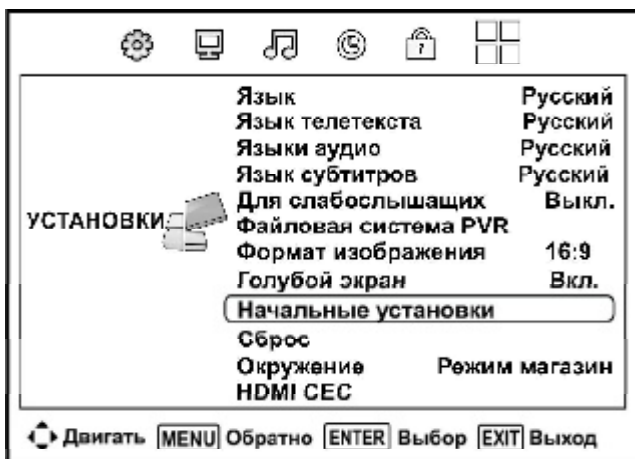 Язык Русский
Язык телетекста Русский
Языки аудио Русский
Язык субтитров Русский
Для слабослышащих Выкл.
УСТАНОВКИ
Файловая система PVR
Формат изображения 16:9
Голубой экран Вкл.
Начальные установки
Сброс
Окружение Режим магазин
HDMI CEC
Двигать MENU Обратно ENTER Выбор EXIT Выход